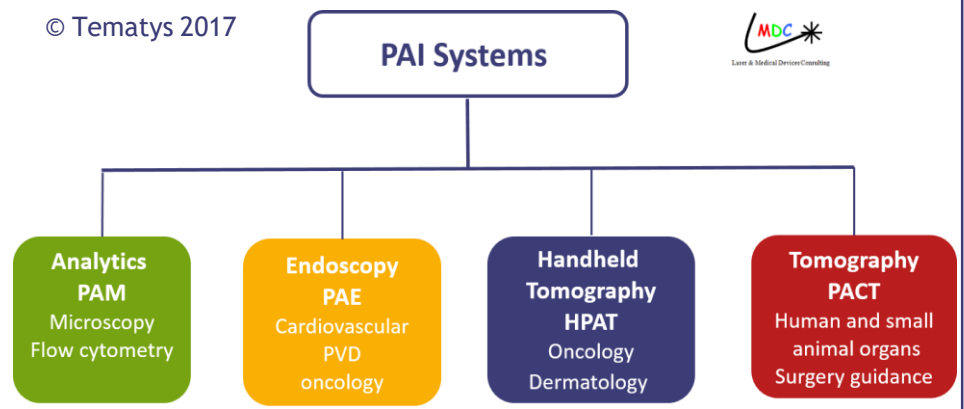 © Tematys 2017
PAI Systems
MDC
Laser & Medical Devices Consulting
Analytics
PAM
Microscopy
Flow cytometry
Endoscopy
PAE
Cardiovascular
PVD
oncology
Handheld
Tomography
HPAT
Oncology
Dermatology
Tomography
PACT
Human and small
animal organs
Surgery guidance